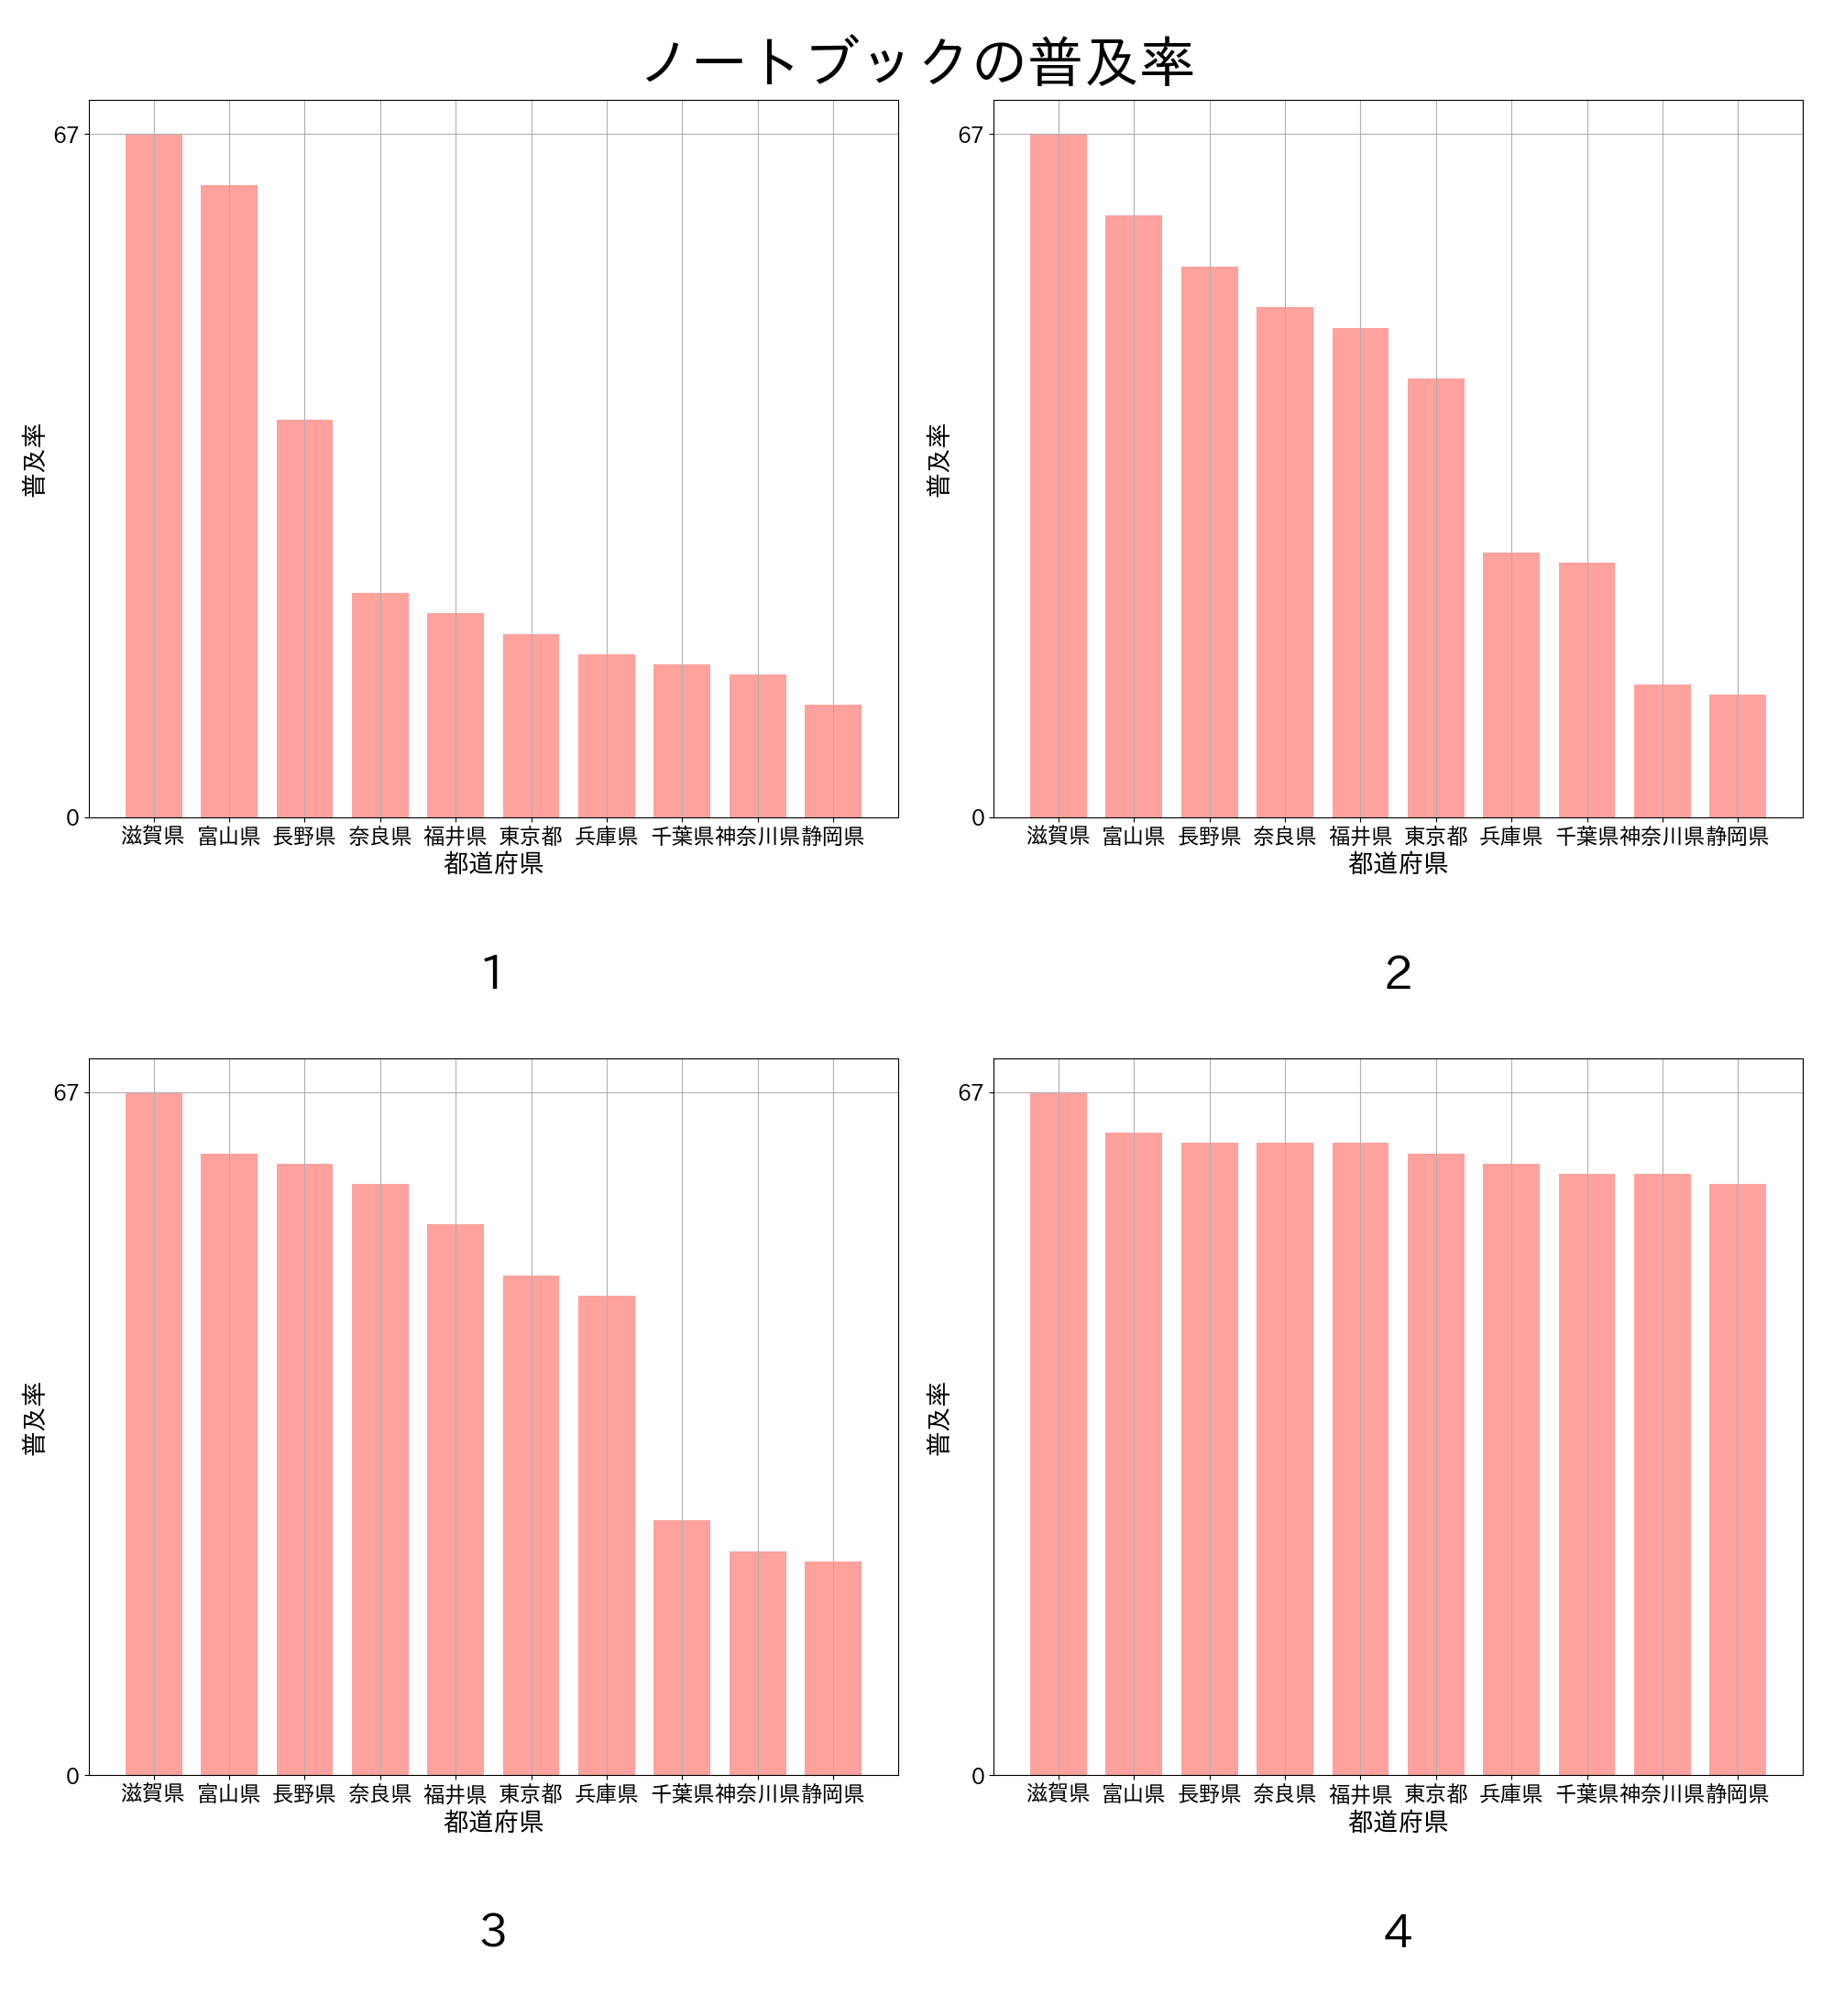 ノートブックの普及率
67
0
普及率
滋賀県 富山県 長野県 奈良県 福井県 東京都 兵庫県 千葉県 神奈川県 静岡県
都道府県
1
67
0
普及率
滋賀県 富山県 長野県 奈良県 福井県 東京都 兵庫県 千葉県 神奈川県 静岡県
都道府県
2
67
0
普及率
滋賀県 富山県 長野県 奈良県 福井県 東京都 兵庫県 千葉県 神奈川県 静岡県
都道府県
3
67
0
普及率
滋賀県 富山県 長野県 奈良県 福井県 東京都 兵庫県 千葉県 神奈川県 静岡県
都道府県
4